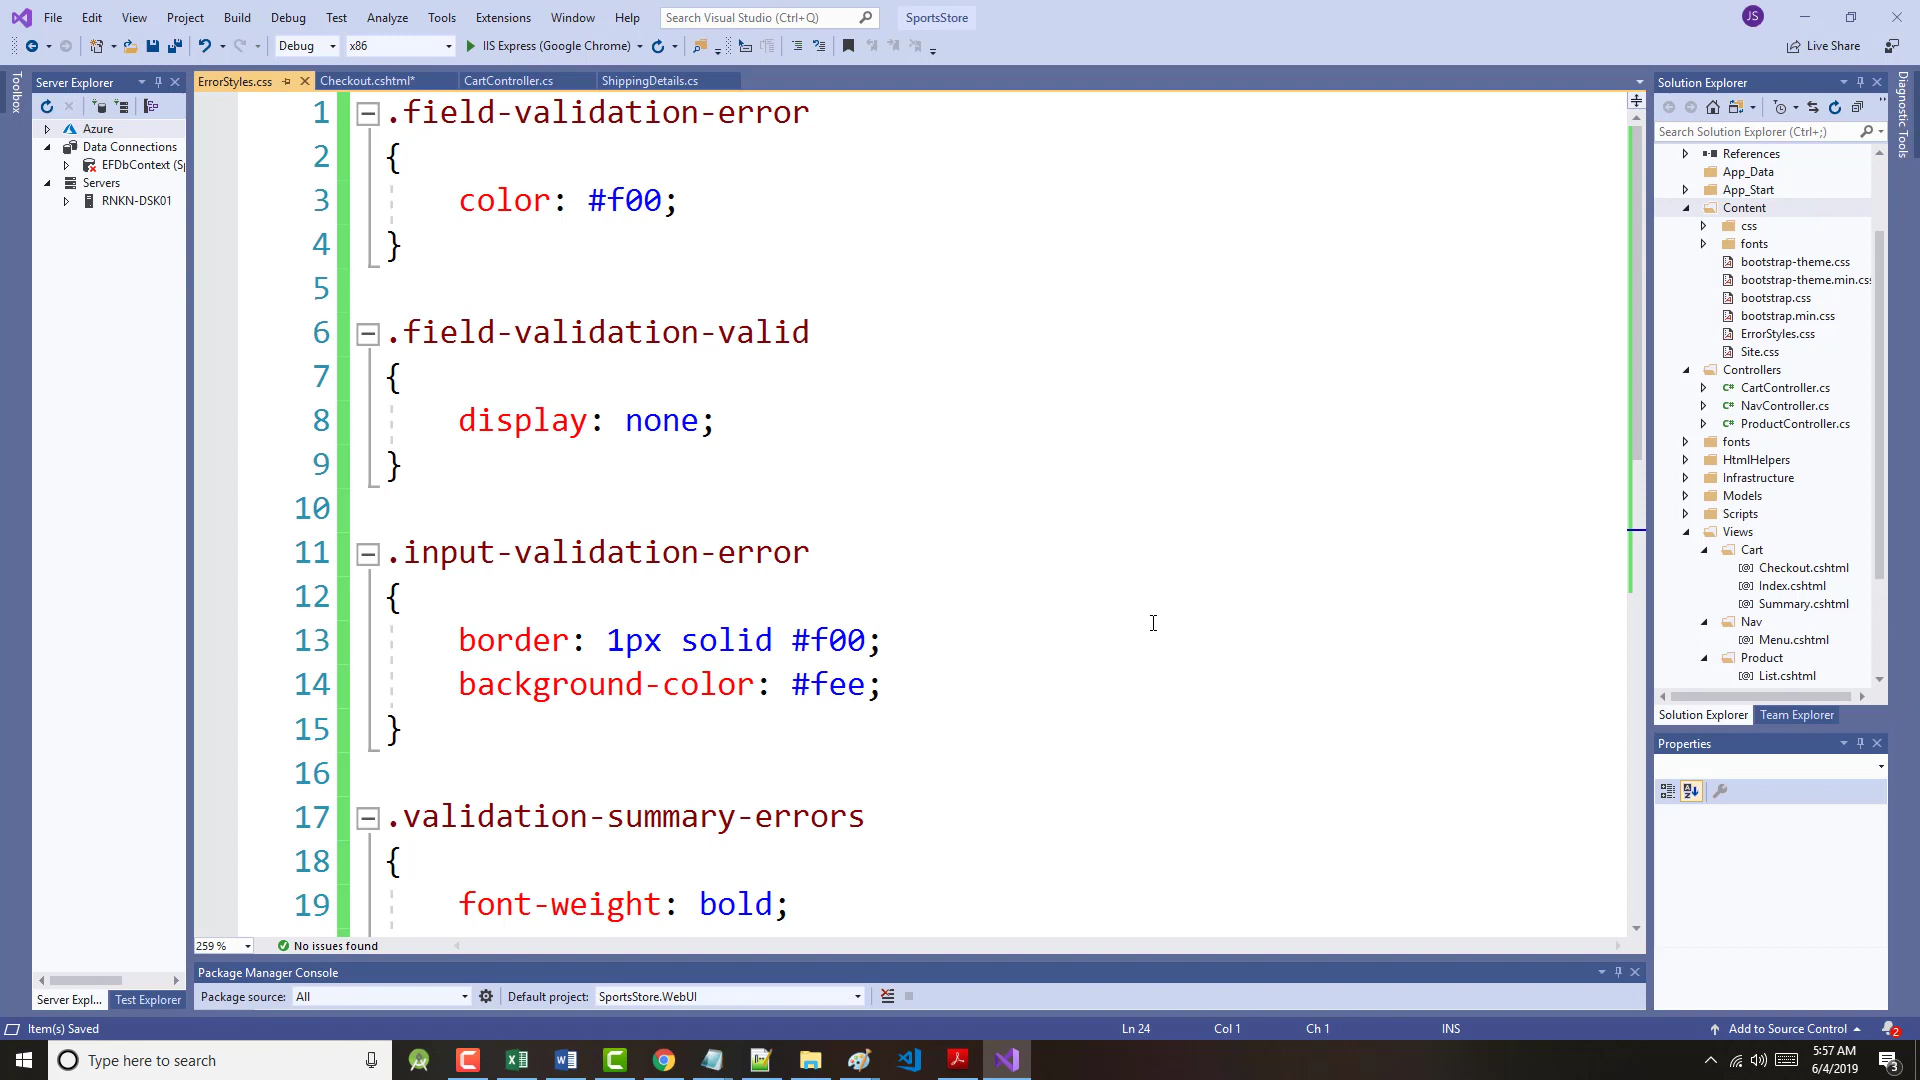 File Edit View Project Build Debug Test Analyze Tools Extensions Window Help Search Visual Studio (Ctrl+Q) SportsStore JS
Debug x86 IIS Express (Google Chrome) Live Share
Toolbox
Server Explorer
Azure
Data Connections
EFDbContext (Sp
Servers
RNKN-DSK01
Server Expl... Test Explorer
ErrorStyles.css Checkout.cshtml* CartController.cs ShippingDetails.cs
1 .field-validation-error
2 {
3 color: #f00;
4 }
5
6 .field-validation-valid
7 {
8 display: none;
9 }
10
11 .input-validation-error
12 {
13 border: 1px solid #f00;
14 background-color: #fee;
15 }
16
17 .validation-summary-errors
18 {
19 font-weight: bold;
259 % No issues found
Package Manager Console
Package source: All Default project: SportsStore.WebUI
Solution Explorer
Search Solution Explorer (Ctrl+;)
References
App_Data
App_Start
Content
css
fonts
bootstrap-theme.css
bootstrap-theme.min.css
bootstrap.css
bootstrap.min.css
ErrorStyles.css
Site.css
Controllers
CartController.cs
NavController.cs
ProductController.cs
fonts
HtmlHelpers
Infrastructure
Models
Scripts
Views
Cart
Checkout.cshtml
Index.cshtml
Summary.cshtml
Nav
Menu.cshtml
Product
List.cshtml
Solution Explorer Team Explorer
Properties
Diagnostic Tools
Item(s) Saved Ln 24 Col 1 Ch 1 INS Add to Source Control 2
Type here to search
5:57 AM
6/4/2019
3